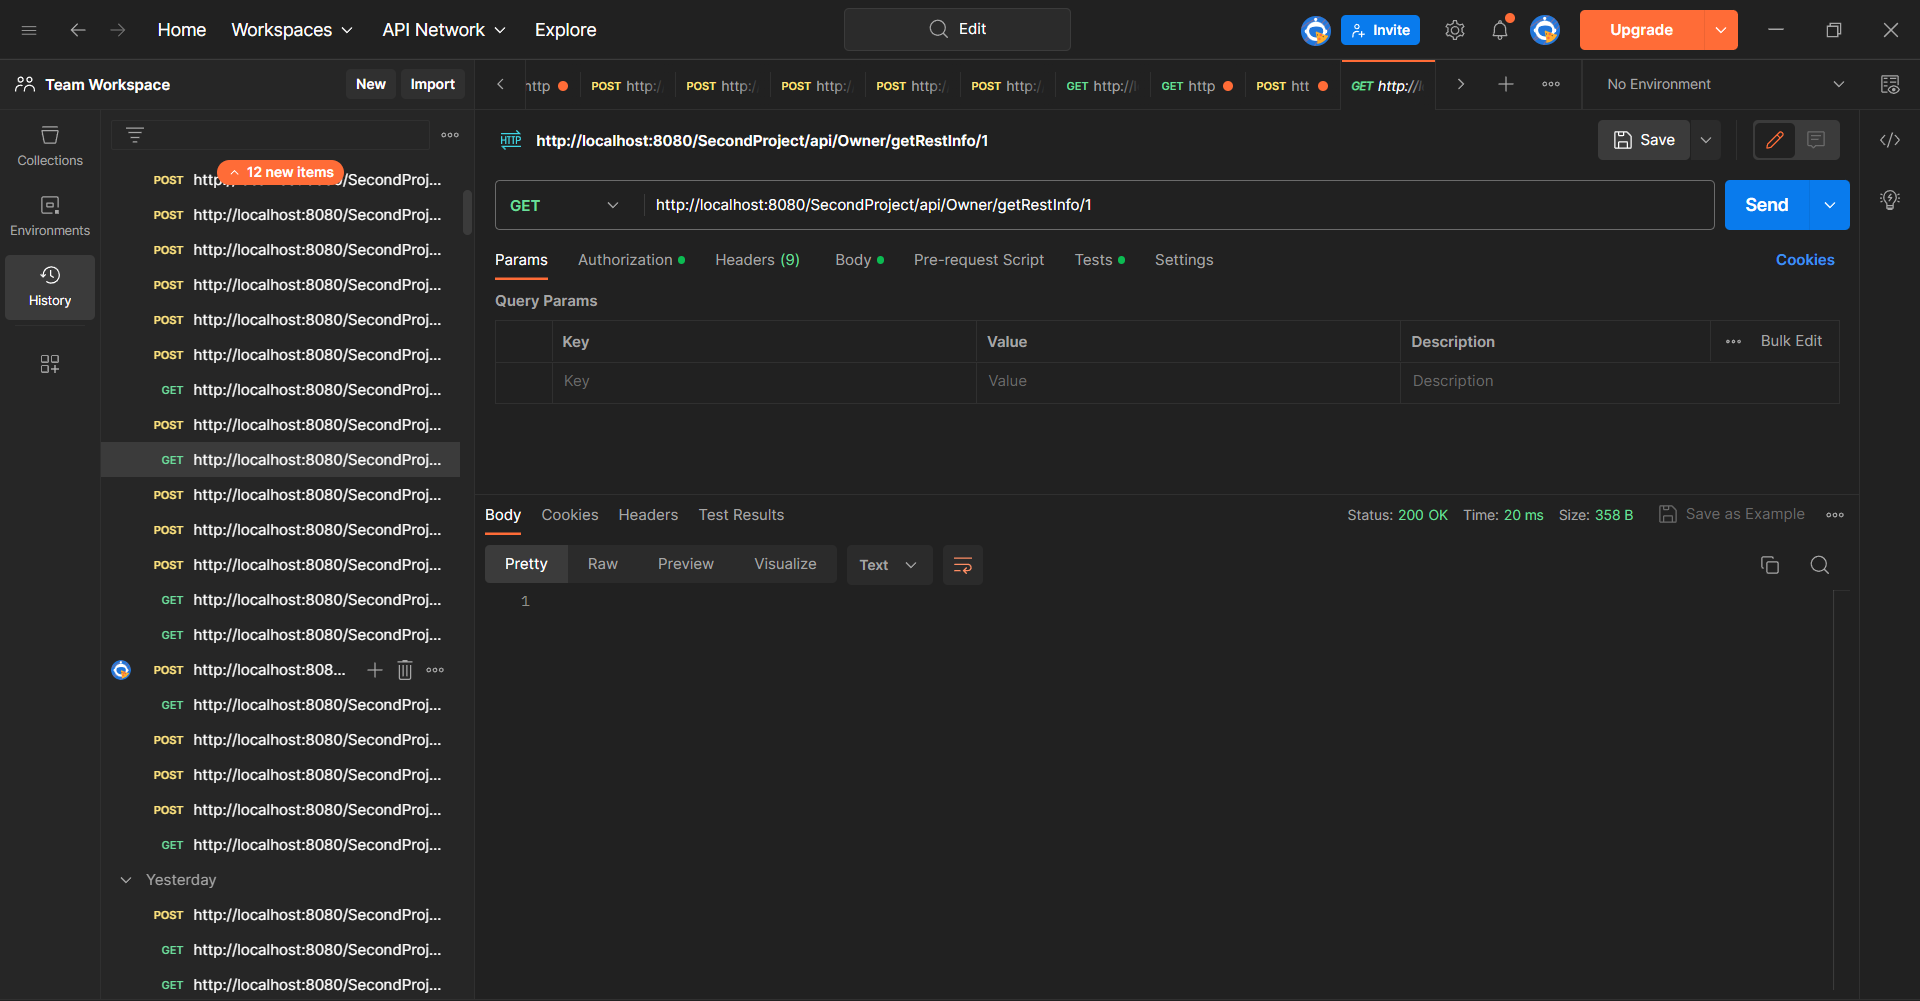 Home Workspaces API Network Explore Edit Invite Upgrade
Team Workspace New Import
http POST http:/ POST http:/ POST http:/ POST http:/ POST http:/ GET http://l GET http POST htt GET http://l No Environment
Collections
Environments
History
12 new items
POST http://localhost:8080/SecondProj...
POST http://localhost:8080/SecondProj...
POST http://localhost:8080/SecondProj...
POST http://localhost:8080/SecondProj...
POST http://localhost:8080/SecondProj...
POST http://localhost:8080/SecondProj...
GET http://localhost:8080/SecondProj...
POST http://localhost:8080/SecondProj...
GET http://localhost:8080/SecondProj...
POST http://localhost:8080/SecondProj...
POST http://localhost:8080/SecondProj...
POST http://localhost:8080/SecondProj...
GET http://localhost:8080/SecondProj...
GET http://localhost:8080/SecondProj...
POST http://localhost:808...
GET http://localhost:8080/SecondProj...
POST http://localhost:8080/SecondProj...
POST http://localhost:8080/SecondProj...
POST http://localhost:8080/SecondProj...
GET http://localhost:8080/SecondProj...
Yesterday
POST http://localhost:8080/SecondProj...
GET http://localhost:8080/SecondProj...
GET http://localhost:8080/SecondProj...
HTTP http://localhost:8080/SecondProject/api/Owner/getRestInfo/1 Save
GET http://localhost:8080/SecondProject/api/Owner/getRestInfo/1 Send
Params Authorization Headers (9) Body Pre-request Script Tests Settings Cookies
Query Params
Key Value Description Bulk Edit
Key Value Description
Body Cookies Headers Test Results Status: 200 OK Time: 20 ms Size: 358 B Save as Example
Pretty Raw Preview Visualize Text
1